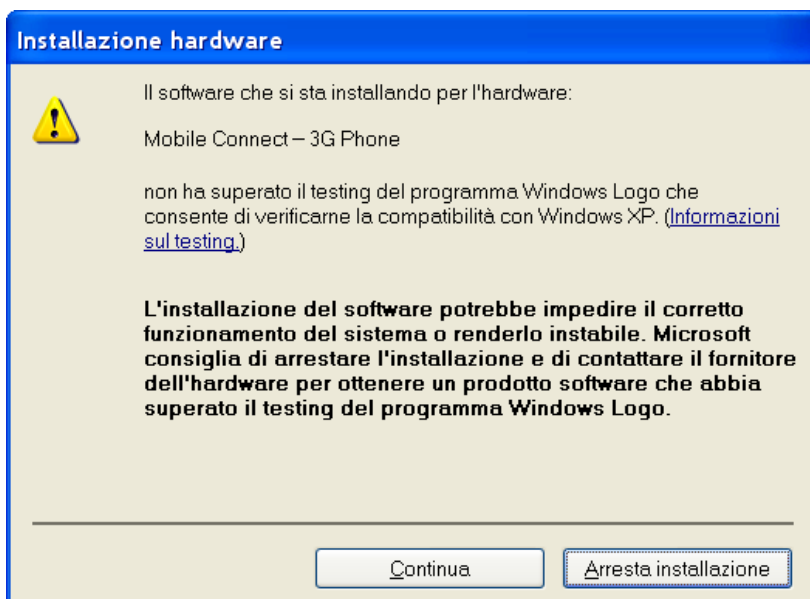 Installazione hardware
Il software che si sta installando per l'hardware:
Mobile Connect – 3G Phone
non ha superato il testing del programma Windows Logo che
consente di verificarne la compatibilità con Windows XP. (Informazioni
sul testing.)
L'installazione del software potrebbe impedire il corretto
funzionamento del sistema o renderlo instabile. Microsoft
consiglia di arrestare l'installazione e di contattare il fornitore
dell'hardware per ottenere un prodotto software che abbia
superato il testing del programma Windows Logo.
Continua
Arresta installazione